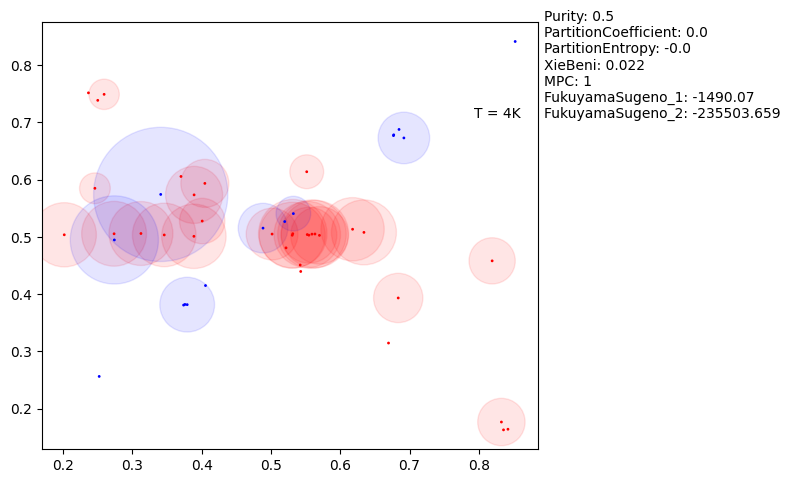 Purity: 0.5
PartitionCoefficient: 0.0
PartitionEntropy: -0.0
XieBeni: 0.022
MPC: 1
FukuyamaSugeno_1: -1490.07
FukuyamaSugeno_2: -235503.659
T = 4K
0.8
0.7
0.6
0.5
0.4
0.3
0.2
0.2 0.3 0.4 0.5 0.6 0.7 0.8